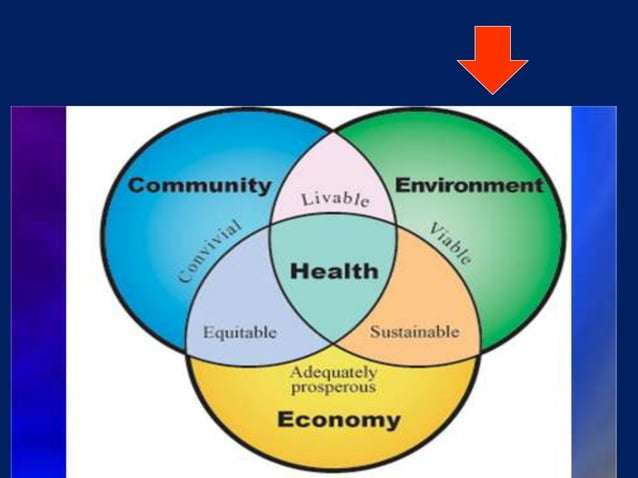 Community
Environment
Livable
Convivial
Viable
Health
Equitable
Sustainable
Adequately
prosperous
Economy